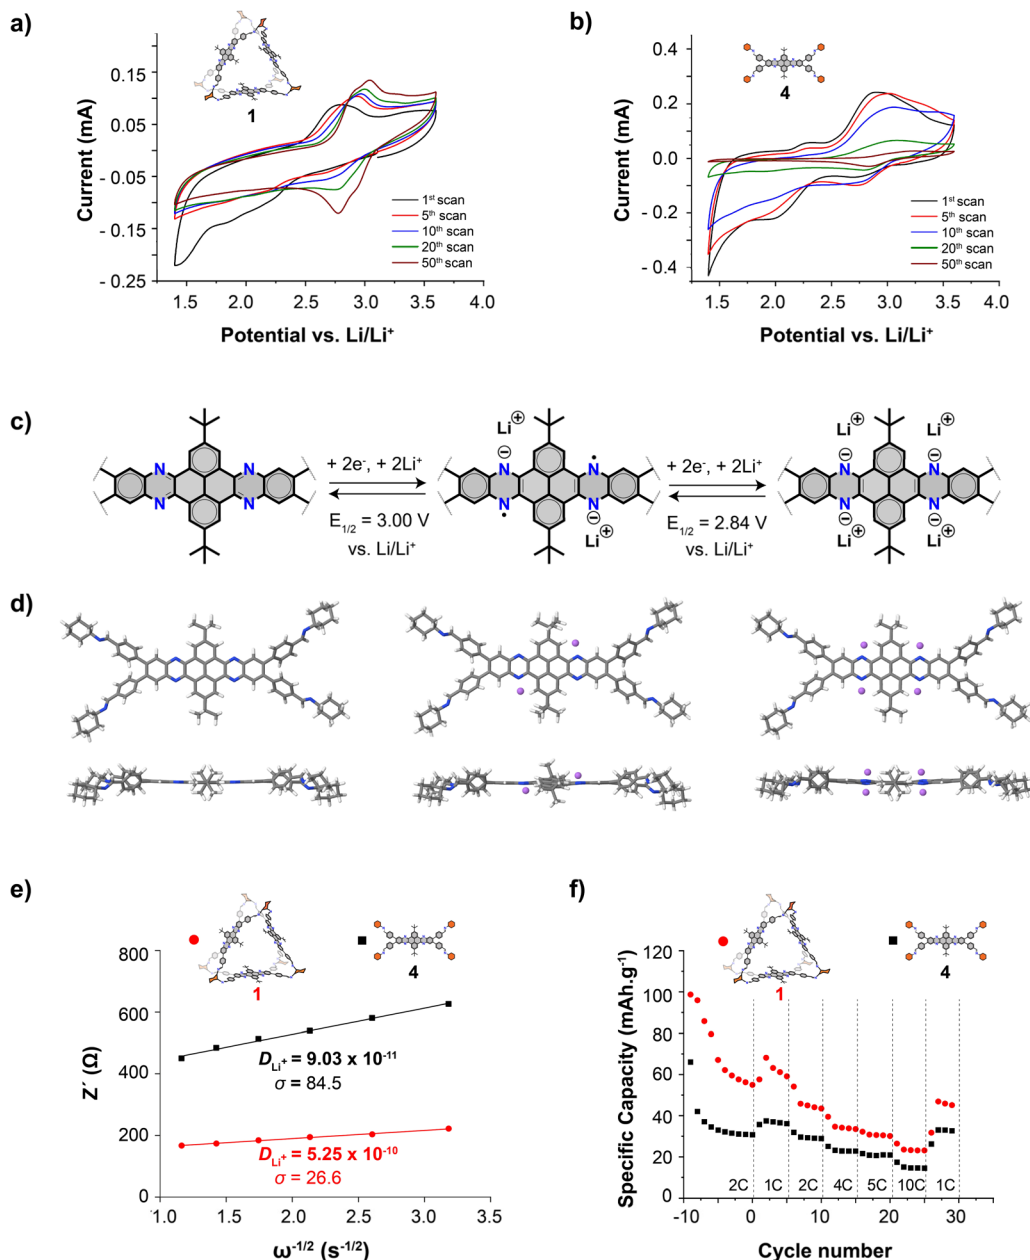 a)
Current (mA)
0.15
0.05
- 0.05
- 0.15
- 0.25
1
1st scan
5th scan
10th scan
20th scan
50th scan
1.5 2.0 2.5 3.0 3.5 4.0
Potential vs. Li/Li+
b)
Current (mA)
0.4
0.2
0.0
- 0.2
- 0.4
4
1st scan
5th scan
10th scan
20th scan
50th scan
1.5 2.0 2.5 3.0 3.5 4.0
Potential vs. Li/Li+
c)
N N
N N
+ 2e-, + 2Li+
E1/2 = 3.00 V
vs. Li/Li+
Li+
N N
N N
Li+
+ 2e-, + 2Li+
E1/2 = 2.84 V
vs. Li/Li+
Li+ Li+
N N
N N
Li+ Li+
d)
e)
1
4
Z´ (Ω)
800
600
400
200
0
DLi+ = 9.03 x 10-11
σ = 84.5
DLi+ = 5.25 x 10-10
σ = 26.6
1.0 1.5 2.0 2.5 3.0 3.5
ω-1/2 (s-1/2)
f)
1
4
Specific Capacity (mAh.g-1)
120
100
80
60
40
20
0
2C 1C 2C 4C 5C 10C 1C
-10 0 10 20 30
Cycle number